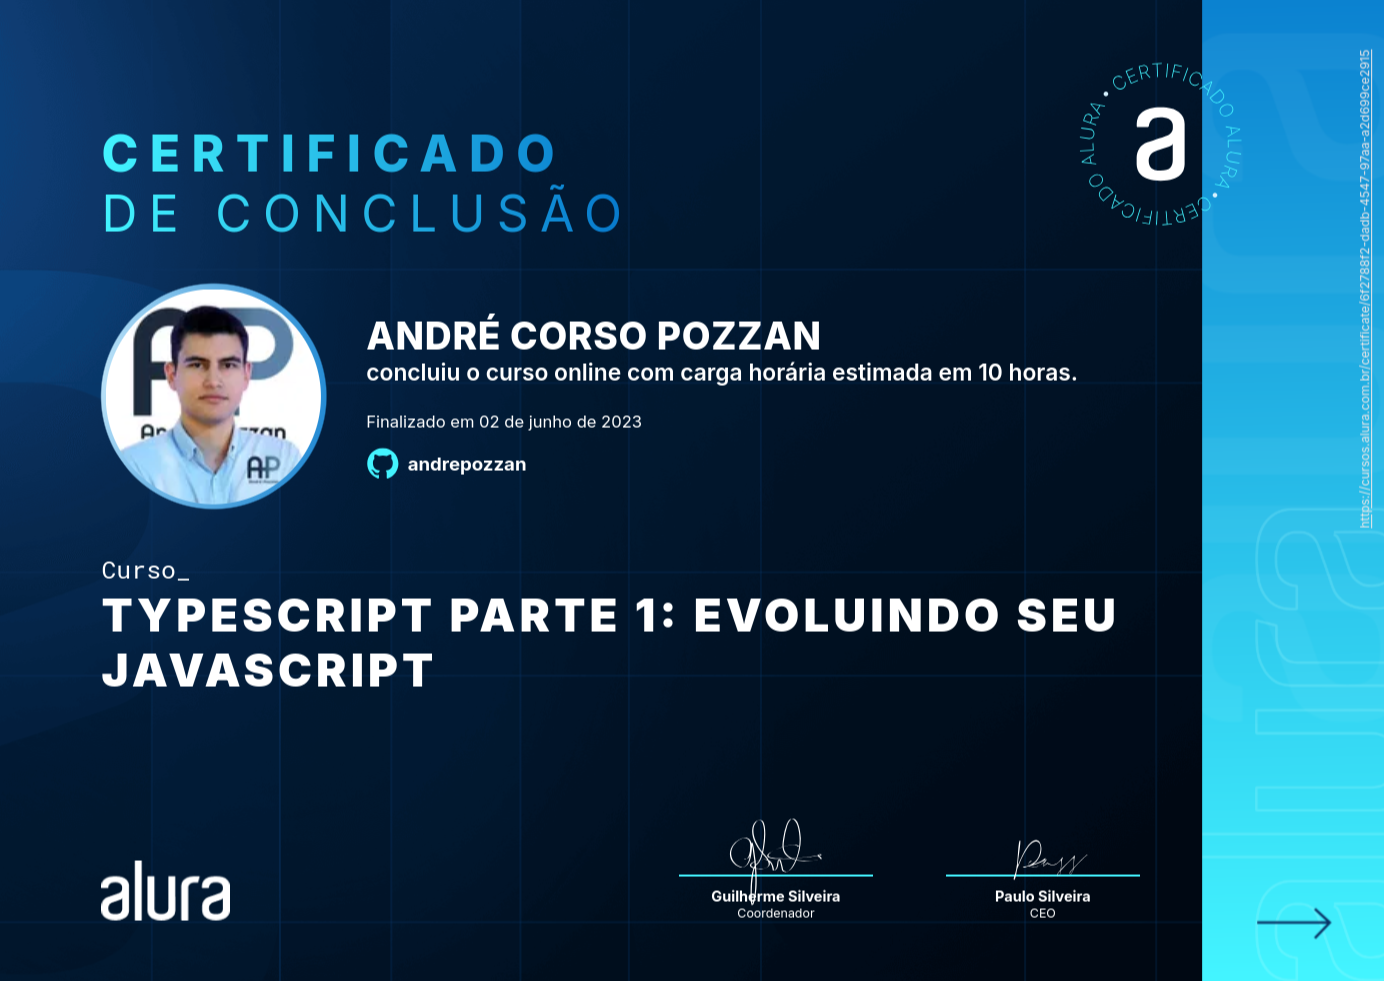 CERTIFICADO
DE CONCLUSÃO
CERTIFICADO ALURA • CERTIFICADO ALURA •
a
https://cursos.alura.com.br/certificate/6f2788f2-dadb-4547-97aa-a2d699ce2915
ANDRÉ CORSO POZZAN
concluiu o curso online com carga horária estimada em 10 horas.
Finalizado em 02 de junho de 2023
andrepozzan
AP
Curso_
TYPESCRIPT PARTE 1: EVOLUINDO SEU
JAVASCRIPT
alura
Guilherme Silveira
Coordenador
Paulo Silveira
CEO
alura